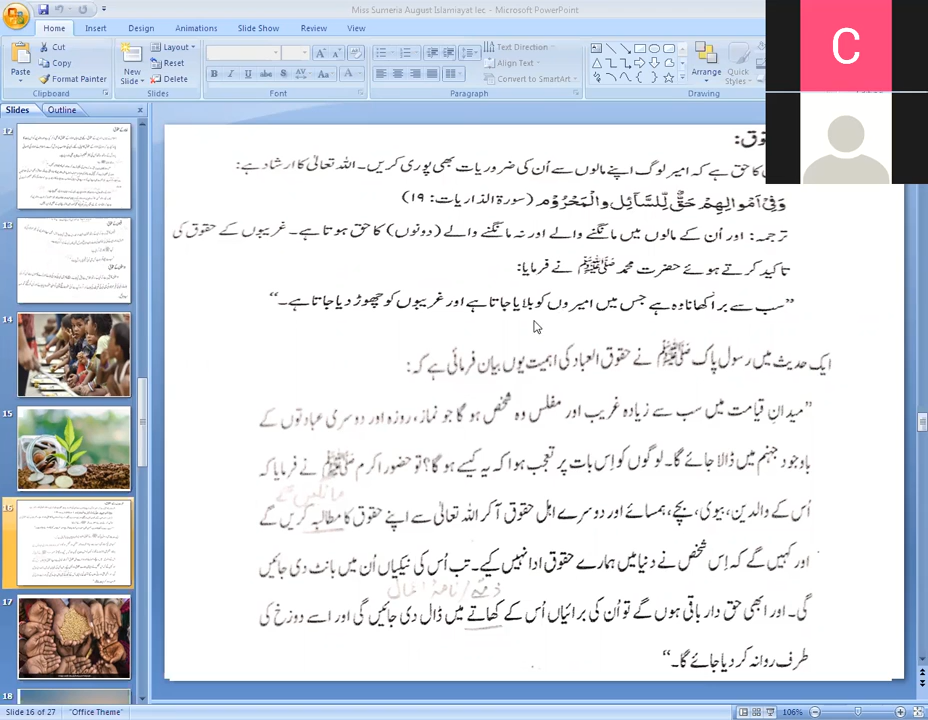 Miss Sumeria August Islamiayat lec - Microsoft PowerPoint
Home Insert Design Animations Slide Show Review View
Cut
Copy
Format Painter
Paste
Clipboard
New
Slide
Layout
Reset
Delete
Slides
Font
Text Direction
Align Text
Convert to SmartArt
Paragraph
Arrange
Quick
Styles
Drawing
C
Slides Outline
12
13
14
15
16
17
18
کا حق ہے کہ امیر لوگ اپنے مالوں سے اُن کی ضروریات بھی پوری کریں۔ اللہ تعالیٰ کا ارشاد ہے:
وَفِیْٓ اَمْوَالِهِمْ حَقٌّ لِّلسَّآئِلِ وَالْمَحْرُوْمِ (سورۃ الذاریات: ۱۹)
ترجمہ: اور اُن کے مالوں میں مانگنے والے اور نہ مانگنے والے (دونوں) کا حق ہوتا ہے۔ غریبوں کے حقوق کی
تاکید کرتے ہوئے حضرت محمد ﷺ نے فرمایا:
”سب سے برا کھانا وہ ہے جس میں امیروں کو بلایا جاتا ہے اور غریبوں کو چھوڑ دیا جاتا ہے۔“
ایک حدیث میں رسول پاک ﷺ نے حقوق العباد کی اہمیت یوں بیان فرمائی ہے کہ:
”میدانِ قیامت میں سب سے زیادہ غریب اور مفلس وہ شخص ہو گا جو نماز، روزہ اور دوسری عبادتوں کے
باوجود جہنم میں ڈالا جائے گا۔ لوگوں کو اِس بات پر تعجب ہوا کہ یہ کیسے ہو گا؟ تو حضور اکرم ﷺ نے فرمایا کہ
مانگیں گے
اُس کے والدین، بیوی، بچے، ہمسائے اور دوسرے اہل حقوق آ کر اللہ تعالیٰ سے اپنے حقوق کا مطالبہ کریں گے
اور کہیں گے کہ اِس شخص نے دنیا میں ہمارے حقوق ادا نہیں کیے۔ تب اُس کی نیکیاں اُن میں بانٹ دی جائیں
ذمے/نامۂ اعمال
گی۔ اور ابھی حق دار باقی ہوں گے تو اُن کی برائیاں اُس کے کھاتے میں ڈال دی جائیں گی اور اسے دوزخ کی
طرف روانہ کر دیا جائے گا۔“
Slide 16 of 27 "Office Theme" 106%